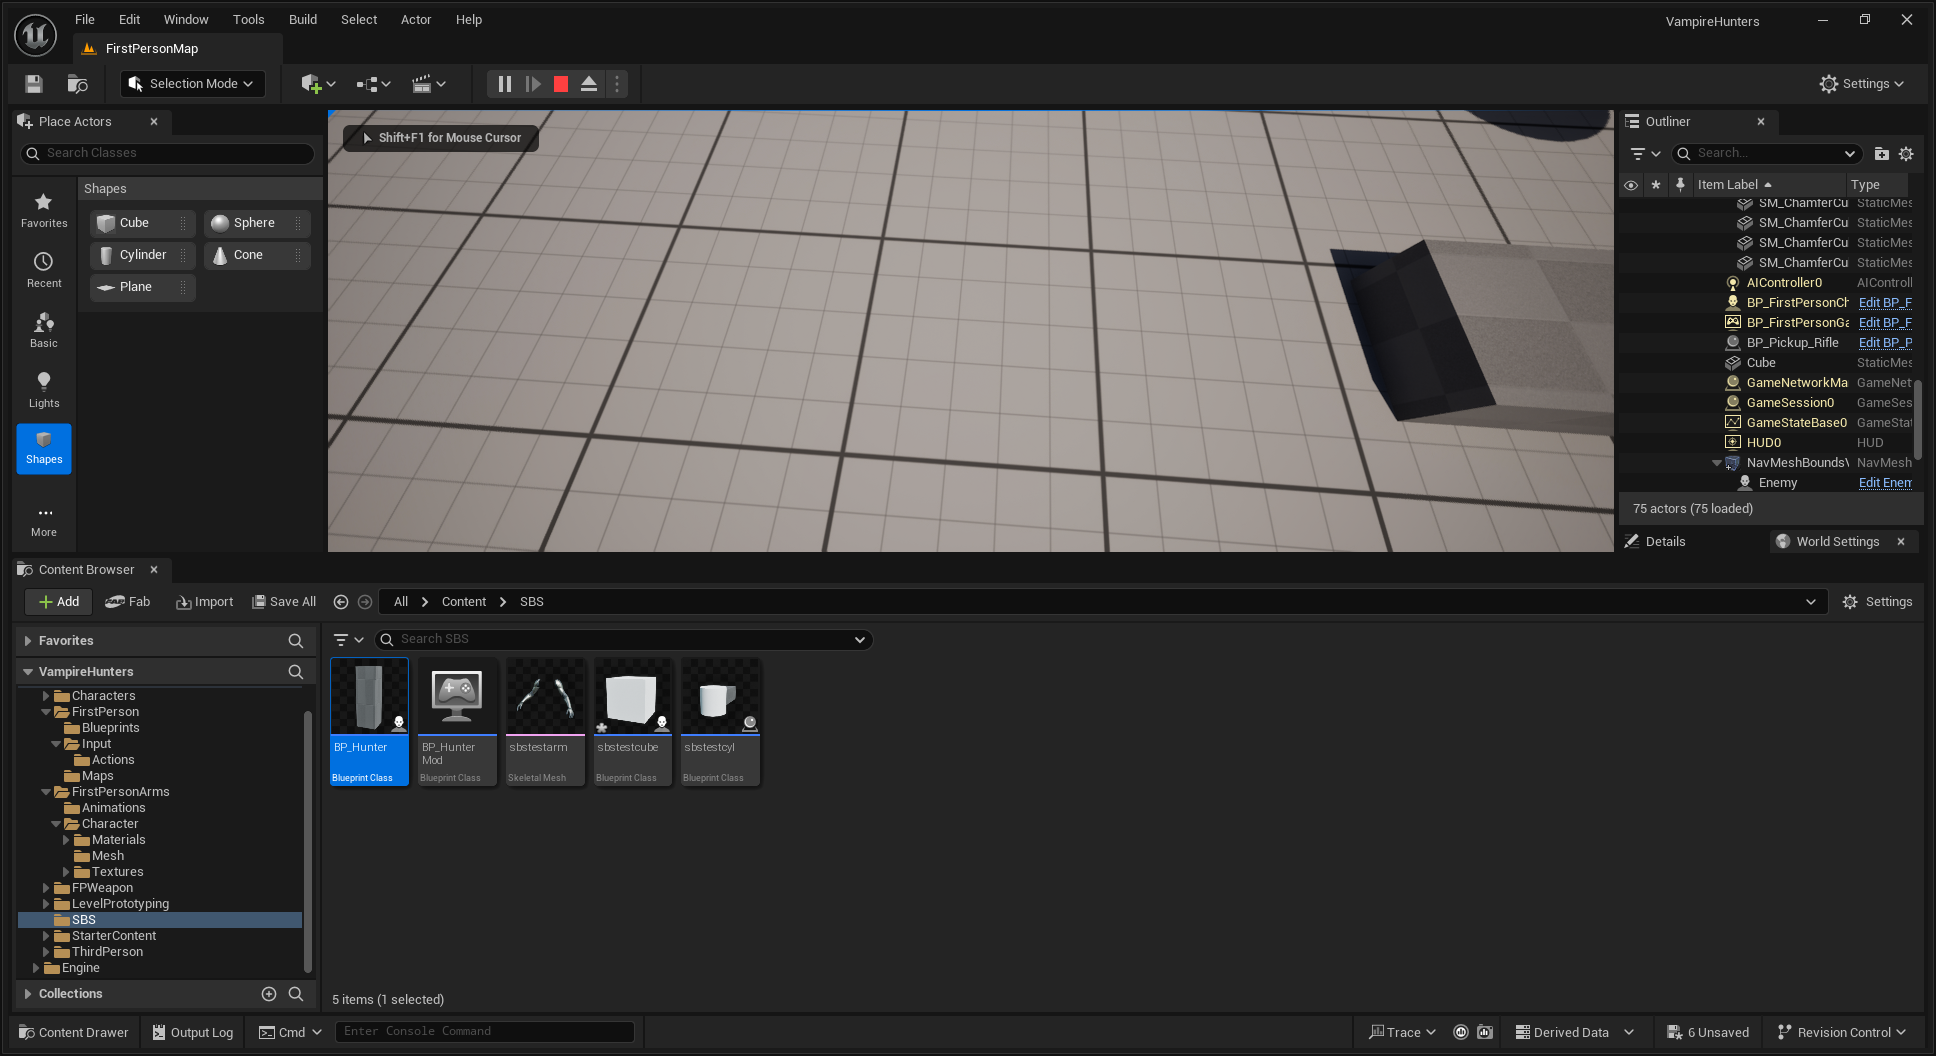 File Edit Window Tools Build Select Actor Help
VampireHunters
FirstPersonMap
Selection Mode
Settings
Place Actors
Search Classes
Shapes
Favorites
Recent
Basic
Lights
Shapes
More
Cube
Sphere
Cylinder
Cone
Plane
Shift+F1 for Mouse Cursor
Outliner
Search...
Item Label Type
SM_ChamferCu StaticMes
SM_ChamferCu StaticMes
SM_ChamferCu StaticMes
SM_ChamferCu StaticMes
AIController0 AIControll
BP_FirstPersonCh Edit BP_F
BP_FirstPersonGa Edit BP_F
BP_Pickup_Rifle Edit BP_P
Cube StaticMes
GameNetworkMa GameNet
GameSession0 GameSes
GameStateBase0 GameStat
HUD0 HUD
NavMeshBoundsV NavMesh
Enemy Edit Enem
75 actors (75 loaded)
Details
World Settings
Content Browser
Add
Fab
Import
Save All
All > Content > SBS
Settings
Favorites
VampireHunters
Characters
FirstPerson
Blueprints
Input
Actions
Maps
FirstPersonArms
Animations
Character
Materials
Mesh
Textures
FPWeapon
LevelPrototyping
SBS
StarterContent
ThirdPerson
Engine
Collections
Search SBS
BP_Hunter
Blueprint Class
BP_Hunter
Mod
Blueprint Class
sbstestarm
Skeletal Mesh
sbstestcube
Blueprint Class
sbstestcyl
Blueprint Class
5 items (1 selected)
Content Drawer
Output Log
Cmd
Enter Console Command
Trace
Derived Data
6 Unsaved
Revision Control